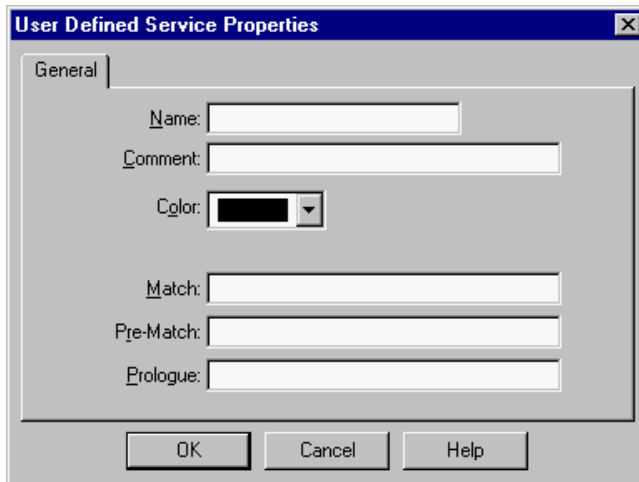 User Defined Service Properties
General
Name:
Comment:
Color:
Match:
Pre-Match:
Prologue:
OK Cancel Help